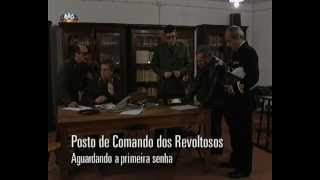 Posto de Comando dos Revoltosos
Aguardando a primeira senha